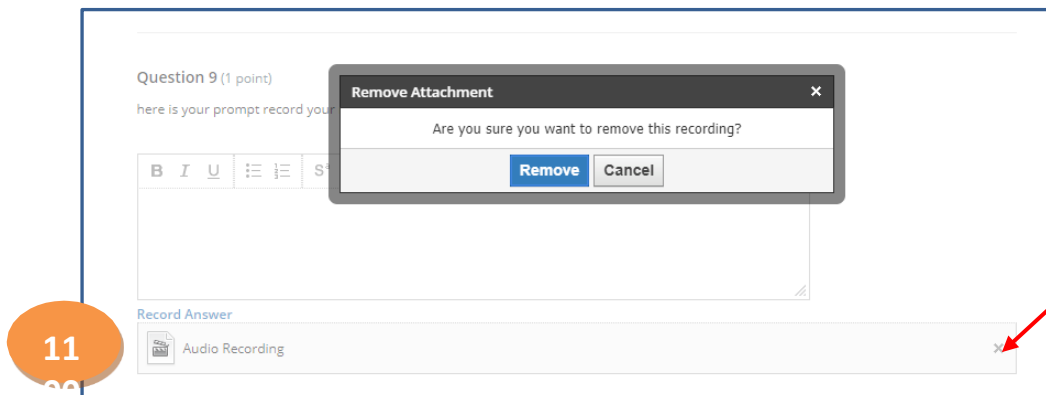 Question 9 (1 point)
Remove Attachment ×
here is your prompt record your
Are you sure you want to remove this recording?
Remove Cancel
B I U S
Record Answer
11
Audio Recording ×